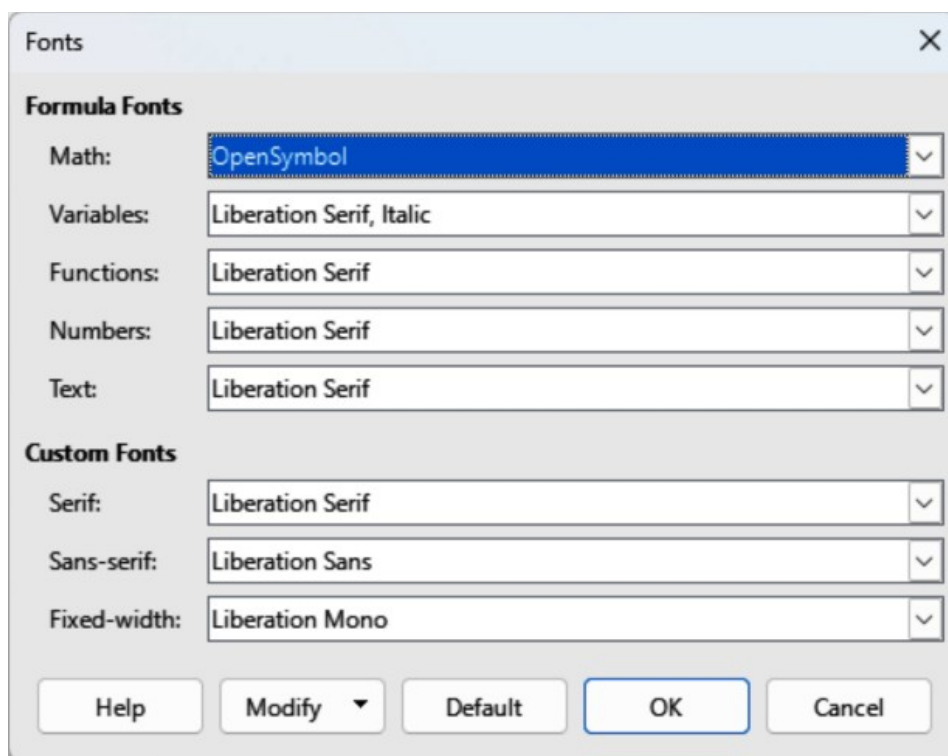 Fonts
Formula Fonts
Math: OpenSymbol
Variables: Liberation Serif, Italic
Functions: Liberation Serif
Numbers: Liberation Serif
Text: Liberation Serif
Custom Fonts
Serif: Liberation Serif
Sans-serif: Liberation Sans
Fixed-width: Liberation Mono
Help Modify Default OK Cancel